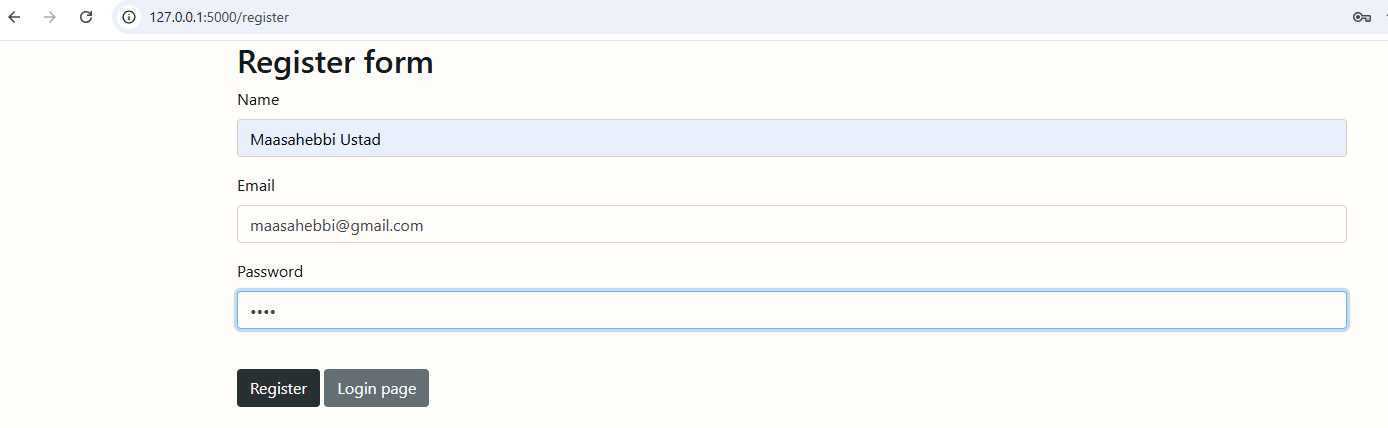 127.0.0.1:5000/register
Register form
Name
Maasahebbi Ustad
Email
maasahebbi@gmail.com
Password
••••
Register Login page